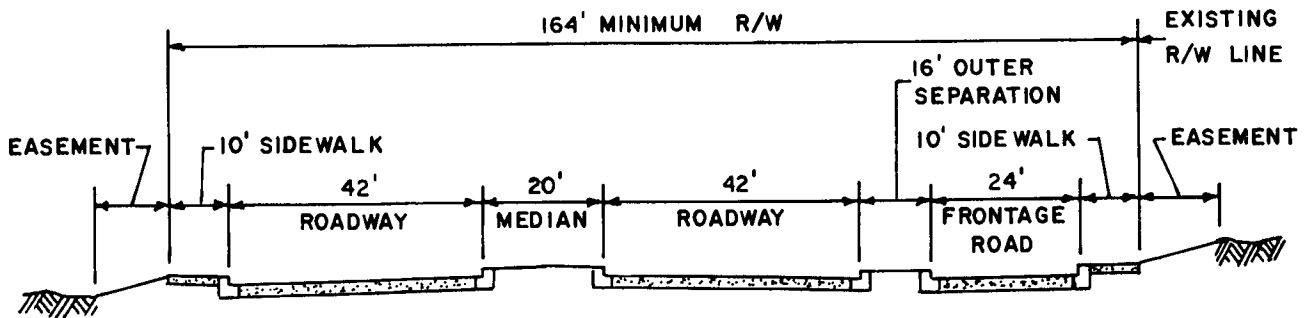 164' MINIMUM R/W
EXISTING
R/W LINE
16' OUTER
SEPARATION
EASEMENT
10' SIDEWALK
10' SIDEWALK
EASEMENT
42'
ROADWAY
20'
MEDIAN
42'
ROADWAY
24'
FRONTAGE
ROAD